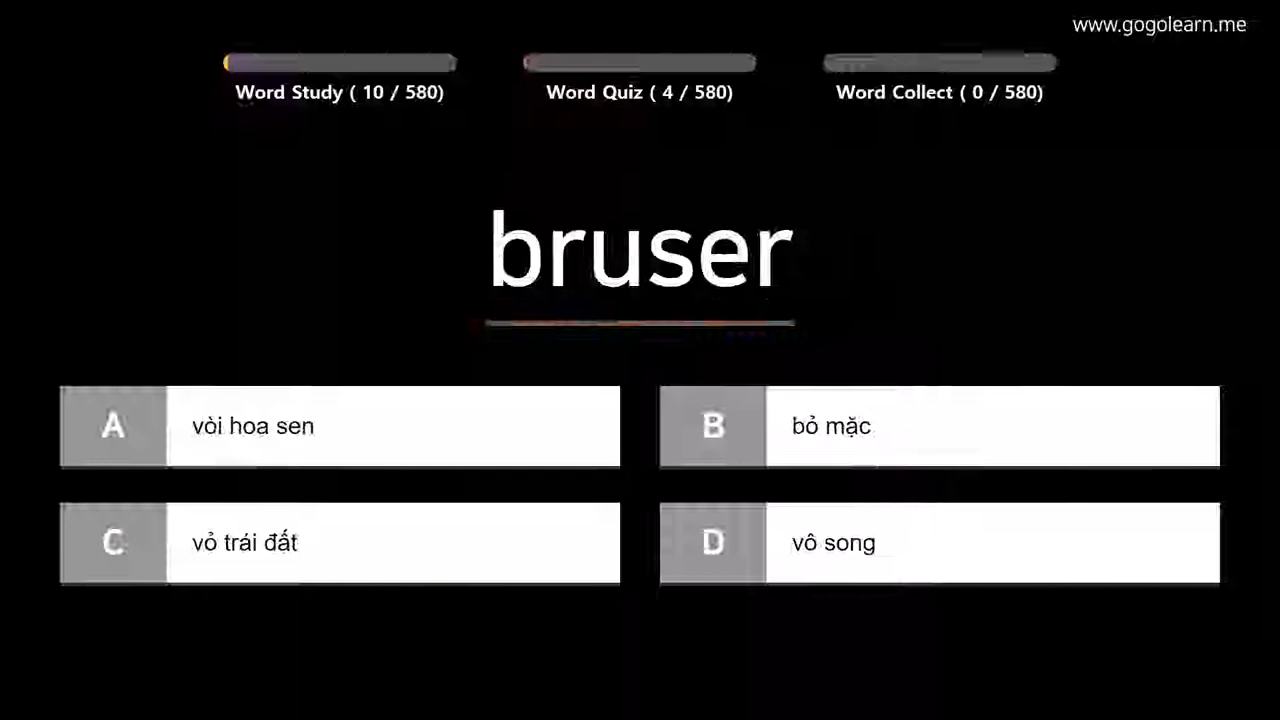 www.gogolearn.me
Word Study ( 10 / 580)
Word Quiz ( 4 / 580)
Word Collect ( 0 / 580)
bruser
A vòi hoa sen
B bỏ mặc
C vỏ trái đất
D vô song